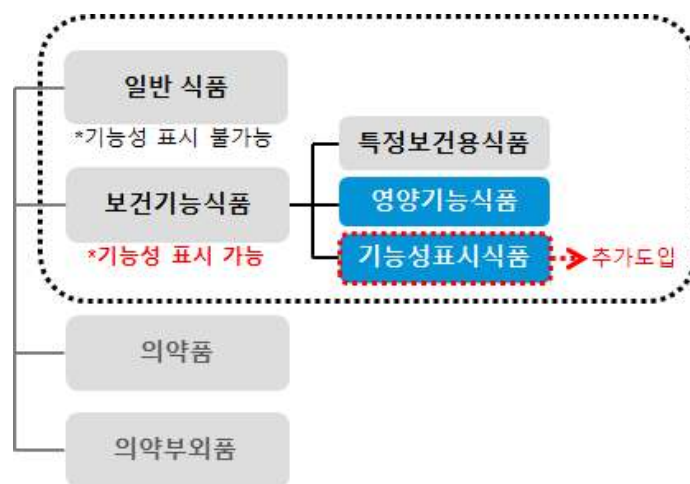 일반 식품
*기능성 표시 불가능
보건기능식품
*기능성 표시 가능
특정보건용식품
영양기능식품
기능성표시식품
추가도입
의약품
의약부외품